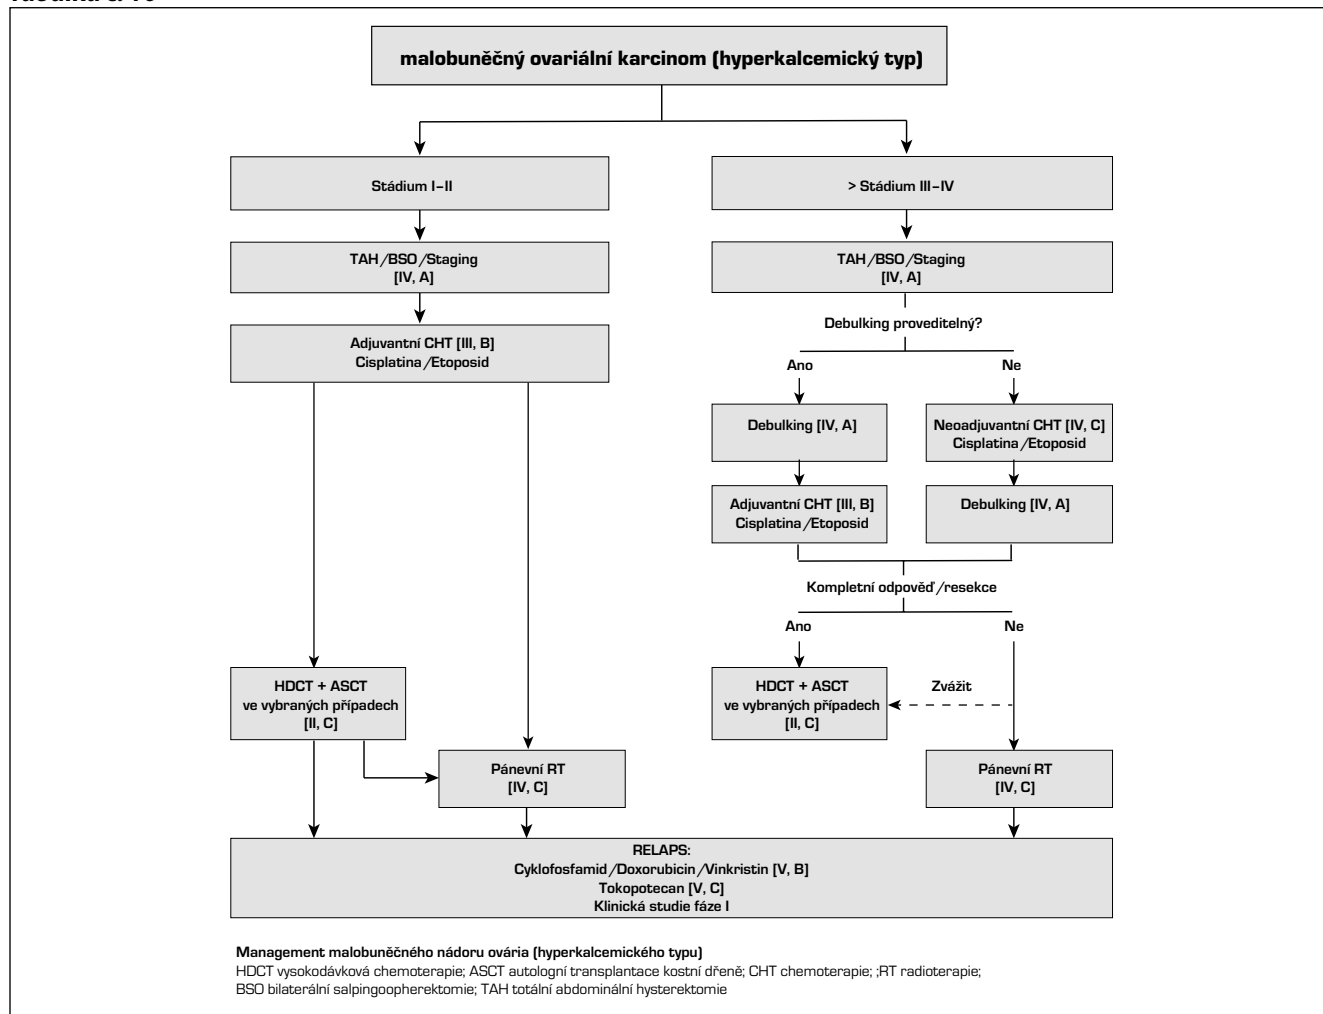 malobuněčný ovariální karcinom (hyperkalcemický typ)
Stádium I–II
> Stádium III–IV
TAH/BSO/Staging
[IV, A]
TAH/BSO/Staging
[IV, A]
Adjuvantní CHT [III, B]
Cisplatina/Etoposid
Debulking proveditelný?
Ano
Ne
Debulking [IV, A]
Neoadjuvantní CHT [IV, C]
Cisplatina/Etoposid
Adjuvantní CHT [III, B]
Cisplatina/Etoposid
Debulking [IV, A]
Kompletní odpověď/resekce
Ano
Ne
HDCT + ASCT
ve vybraných případech
[II, C]
HDCT + ASCT
ve vybraných případech
[II, C]
Zvážit
Pánevní RT
[IV, C]
Pánevní RT
[IV, C]
RELAPS:
Cyklofosfamid/Doxorubicin/Vinkristin [V, B]
Tokopotecan [V, C]
Klinická studie fáze I
Management malobuněčného nádoru ovária (hyperkalcemického typu)
HDCT vysokodávková chemoterapie; ASCT autologní transplantace kostní dřeně; CHT chemoterapie; ;RT radioterapie;
BSO bilaterální salpingoopherektomie; TAH totální abdominální hysterektomie